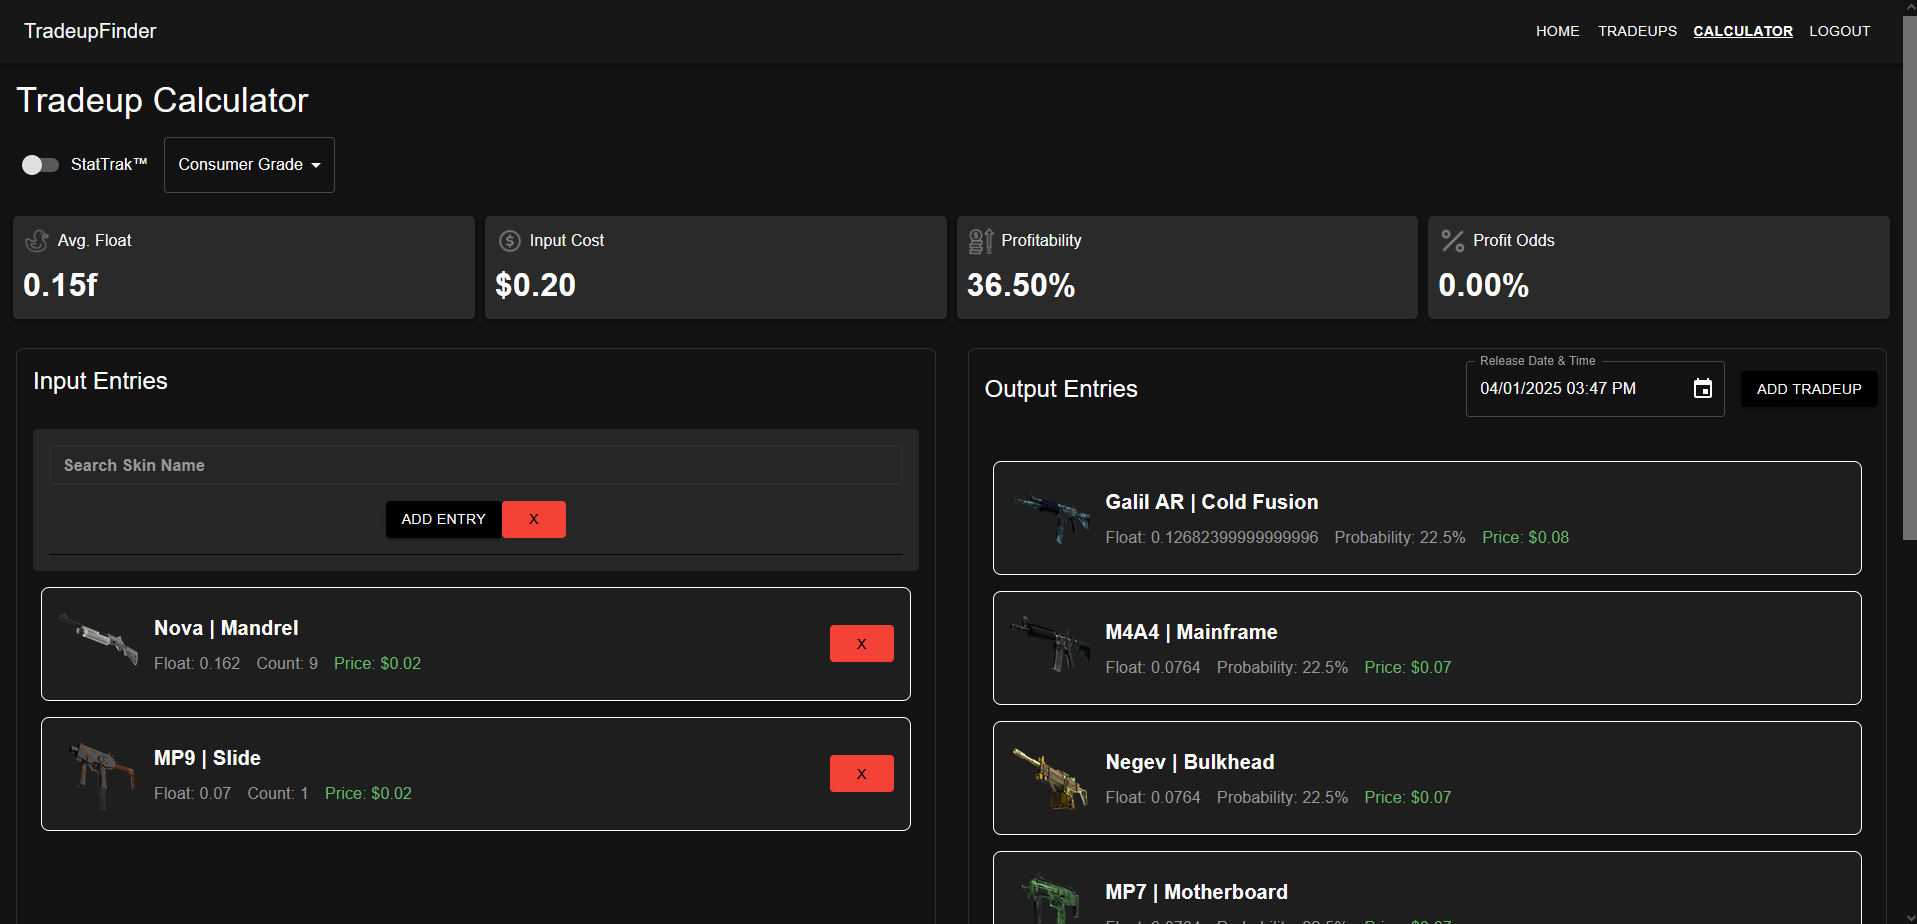 TradeupFinder
HOME TRADEUPS CALCULATOR LOGOUT
Tradeup Calculator
StatTrak™ Consumer Grade
Avg. Float
0.15f
Input Cost
$0.20
Profitability
36.50%
Profit Odds
0.00%
Input Entries
Search Skin Name
ADD ENTRY X
Nova | Mandrel
Float: 0.162 Count: 9 Price: $0.02
X
MP9 | Slide
Float: 0.07 Count: 1 Price: $0.02
X
Output Entries
Release Date & Time
04/01/2025 03:47 PM
ADD TRADEUP
Galil AR | Cold Fusion
Float: 0.12682399999999996 Probability: 22.5% Price: $0.08
M4A4 | Mainframe
Float: 0.0764 Probability: 22.5% Price: $0.07
Negev | Bulkhead
Float: 0.0764 Probability: 22.5% Price: $0.07
MP7 | Motherboard